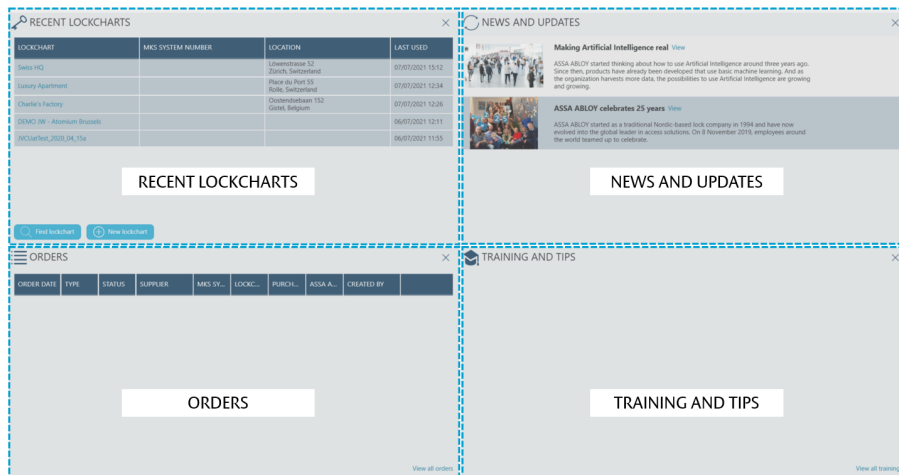 RECENT LOCKCHARTS
LOCKCHART MKS SYSTEM NUMBER LOCATION LAST USED
Swiss HQ Löwenstrasse 52 07/07/2021 15:12
Zürich, Switzerland
Luxury Apartment Place du Port 55 07/07/2021 12:34
Rolle, Switzerland
Charlie's Factory Oostendsebaan 152 07/07/2021 12:26
Gistel, Belgium
DEMO JW - Atomium Brussels 06/07/2021 12:11
JVCUatTest_2020_04_15a 06/07/2021 11:55
RECENT LOCKCHARTS
Find lockchart New lockchart
NEWS AND UPDATES
Making Artificial Intelligence real View
ASSA ABLOY started thinking about how to use Artificial Intelligence around three years ago.
Since then, products have already been developed that use basic machine learning. And as
the organization harvests more data, the possibilities to use Artificial Intelligence are growing
and growing.
ASSA ABLOY celebrates 25 years View
ASSA ABLOY started as a traditional Nordic-based lock company in 1994 and have now
evolved into the global leader in access solutions. On 8 November 2019, employees around
the world teamed up to celebrate.
NEWS AND UPDATES
ORDERS
ORDER DATE TYPE STATUS SUPPLIER MKS SY... LOCKC... PURCH... ASSA A... CREATED BY
ORDERS
View all orders
TRAINING AND TIPS
TRAINING AND TIPS
View all training